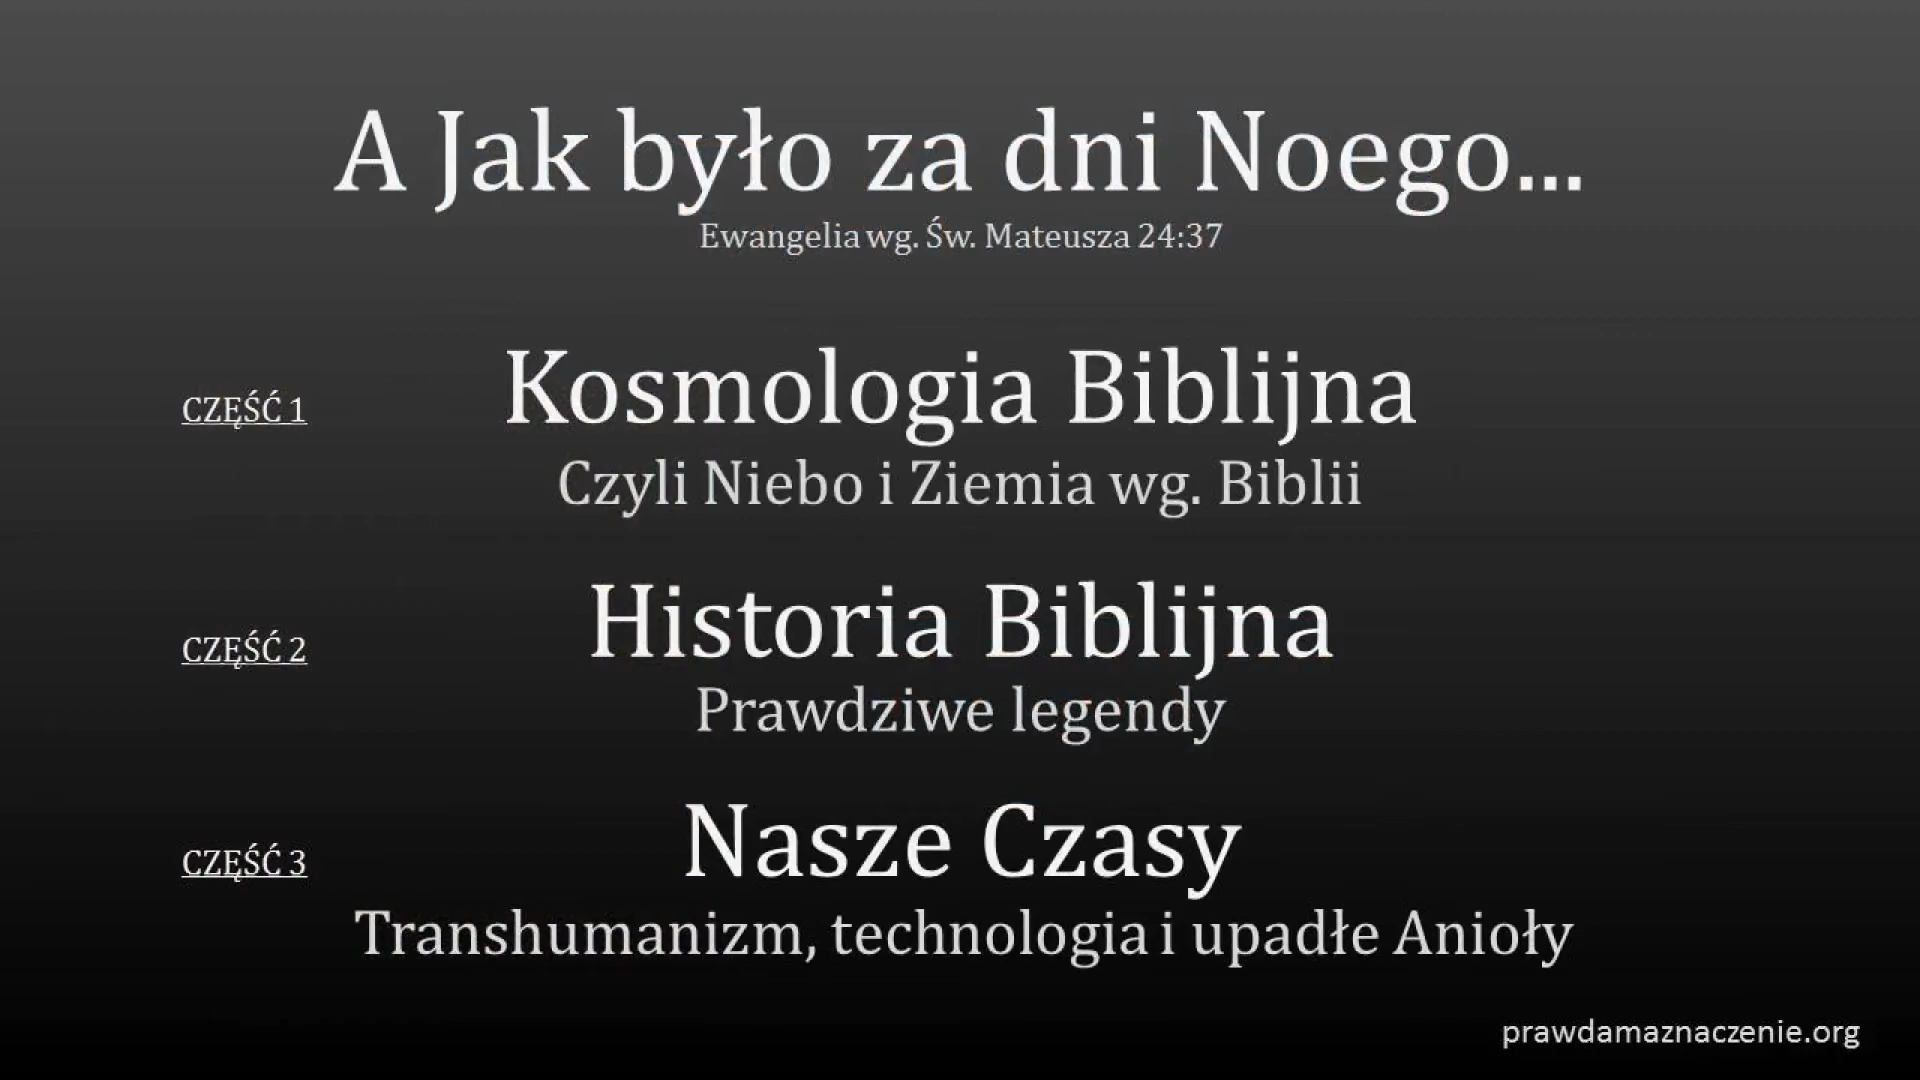 A Jak było za dni Noego...
Ewangelia wg. Św. Mateusza 24:37
CZĘŚĆ 1
Kosmologia Biblijna
Czyli Niebo i Ziemia wg. Biblii
CZĘŚĆ 2
Historia Biblijna
Prawdziwe legendy
CZĘŚĆ 3
Nasze Czasy
Transhumanizm, technologia i upadłe Anioły
prawdamaznaczenie.org